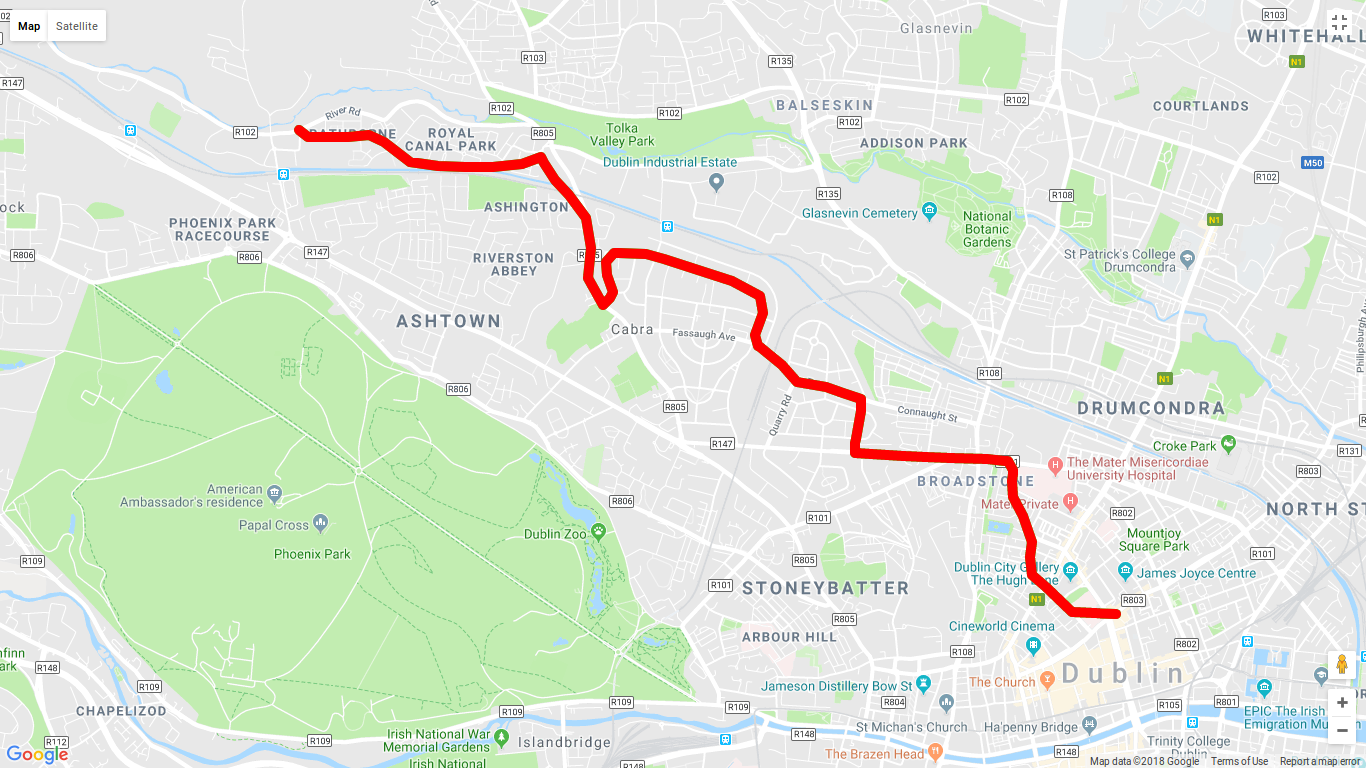 Map
Satellite
Glasnevin
R103
WHITEHALL
N1
R147
R103
R135
R102
R102
R102
BALSESKIN
COURTLANDS
River Rd
R102
R102
ROYAL
CANAL PARK
R805
Tolka
Valley Park
ADDISON PARK
Dublin Industrial Estate
M50
R102
R135
R108
ASHINGTON
Glasnevin Cemetery
National
Botanic
Gardens
N1
PHOENIX PARK
RACECOURSE
R147
R806
R806
RIVERSTON
ABBEY
St Patrick's College
Drumcondra
ASHTOWN
Cabra
Fassaugh Ave
Philipsburgh Ave
R108
N1
R806
R805
Quarry Rd
Connaught St
DRUMCONDRA
R147
Croke Park
R131
The Mater Misericordiae
University Hospital
R803
BROADSTONE
American
Ambassador's residence
R806
Mater Private
NORTH ST
Papal Cross
R101
R802
Dublin Zoo
Mountjoy
Square Park
Phoenix Park
R109
R805
R101
Dublin City Gallery
The Hugh Lane
James Joyce Centre
R101
STONEYBATTER
N1
R803
R805
Cineworld Cinema
ARBOUR HILL
R802
R108
R148
The Church
Dublin
R109
Jameson Distillery Bow St
R109
R109
R804
R105
R801
CHAPELIZOD
St Michan's Church
Ha'penny Bridge
EPIC The Irish
Emigration
R112
R109
Irish National War
Memorial Gardens
Irish National
Islandbridge
R148
R148
The Brazen Head
R148
Trinity College
Dublin
Google
Map data ©2018 Google
Terms of Use
Report a map error